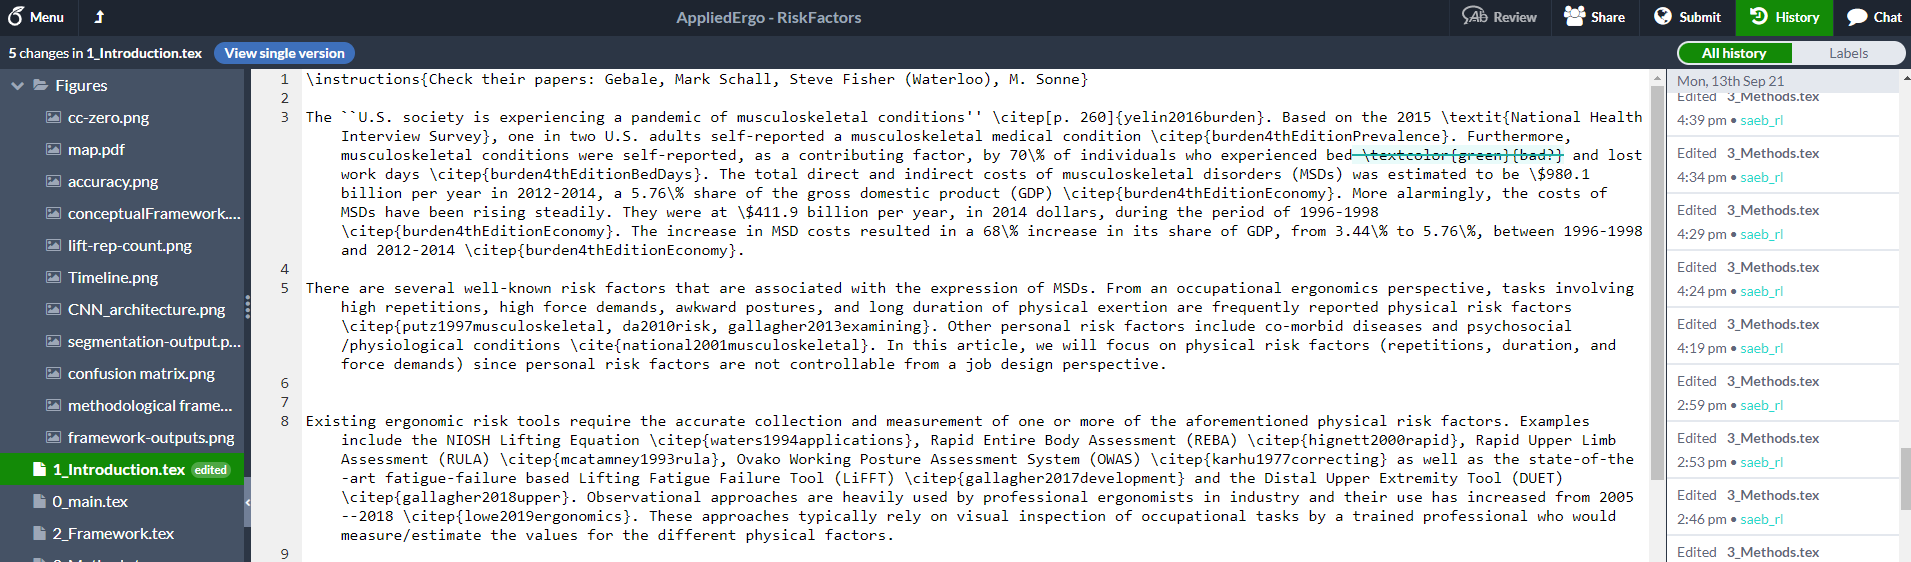 Menu
AppliedErgo - RiskFactors
Review
Share
Submit
History
Chat
5 changes in 1_Introduction.tex
View single version
All history
Labels
Figures
cc-zero.png
map.pdf
accuracy.png
conceptualFramework....
lift-rep-count.png
Timeline.png
CNN_architecture.png
segmentation-output.p...
confusion matrix.png
methodological frame...
framework-outputs.png
1_Introduction.tex edited
0_main.tex
2_Framework.tex
1 \instructions{Check their papers: Gebale, Mark Schall, Steve Fisher (Waterloo), M. Sonne}
2
3 The ``U.S. society is experiencing a pandemic of musculoskeletal conditions'' \citep[p. 260]{yelin2016burden}. Based on the 2015 \textit{National Health
Interview Survey}, one in two U.S. adults self-reported a musculoskeletal medical condition \citep{burden4thEditionPrevalence}. Furthermore,
musculoskeletal conditions were self-reported, as a contributing factor, by 70\% of individuals who experienced bed \textcolor{green}{bad?} and lost
work days \citep{burden4thEditionBedDays}. The total direct and indirect costs of musculoskeletal disorders (MSDs) was estimated to be \$980.1
billion per year in 2012-2014, a 5.76\% share of the gross domestic product (GDP) \citep{burden4thEditionEconomy}. More alarmingly, the costs of
MSDs have been rising steadily. They were at \$411.9 billion per year, in 2014 dollars, during the period of 1996-1998
\citep{burden4thEditionEconomy}. The increase in MSD costs resulted in a 68\% increase in its share of GDP, from 3.44\% to 5.76\%, between 1996-1998
and 2012-2014 \citep{burden4thEditionEconomy}.
4
5 There are several well-known risk factors that are associated with the expression of MSDs. From an occupational ergonomics perspective, tasks involving
high repetitions, high force demands, awkward postures, and long duration of physical exertion are frequently reported physical risk factors
\citep{putz1997musculoskeletal, da2010risk, gallagher2013examining}. Other personal risk factors include co-morbid diseases and psychosocial
/physiological conditions \cite{national2001musculoskeletal}. In this article, we will focus on physical risk factors (repetitions, duration, and
force demands) since personal risk factors are not controllable from a job design perspective.
6
7
8 Existing ergonomic risk tools require the accurate collection and measurement of one or more of the aforementioned physical risk factors. Examples
include the NIOSH Lifting Equation \citep{waters1994applications}, Rapid Entire Body Assessment (REBA) \citep{hignett2000rapid}, Rapid Upper Limb
Assessment (RULA) \citep{mcatamney1993rula}, Ovako Working Posture Assessment System (OWAS) \citep{karhu1977correcting} as well as the state-of-the
-art fatigue-failure based Lifting Fatigue Failure Tool (LiFFT) \citep{gallagher2017development} and the Distal Upper Extremity Tool (DUET)
\citep{gallagher2018upper}. Observational approaches are heavily used by professional ergonomists in industry and their use has increased from 2005
--2018 \citep{lowe2019ergonomics}. These approaches typically rely on visual inspection of occupational tasks by a trained professional who would
measure/estimate the values for the different physical factors.
9
Mon, 13th Sep 21
Edited 3_Methods.tex
4:39 pm • saeb_rl
Edited 3_Methods.tex
4:34 pm • saeb_rl
Edited 3_Methods.tex
4:29 pm • saeb_rl
Edited 3_Methods.tex
4:24 pm • saeb_rl
Edited 3_Methods.tex
4:19 pm • saeb_rl
Edited 3_Methods.tex
2:59 pm • saeb_rl
Edited 3_Methods.tex
2:53 pm • saeb_rl
Edited 3_Methods.tex
2:46 pm • saeb_rl
Edited 3_Methods.tex